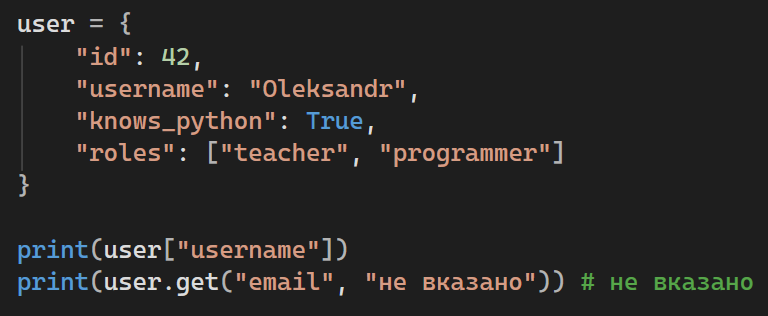 user = {
    "id": 42,
    "username": "Oleksandr",
    "knows_python": True,
    "roles": ["teacher", "programmer"]
}

print(user["username"])
print(user.get("email", "не вказано")) # не вказано